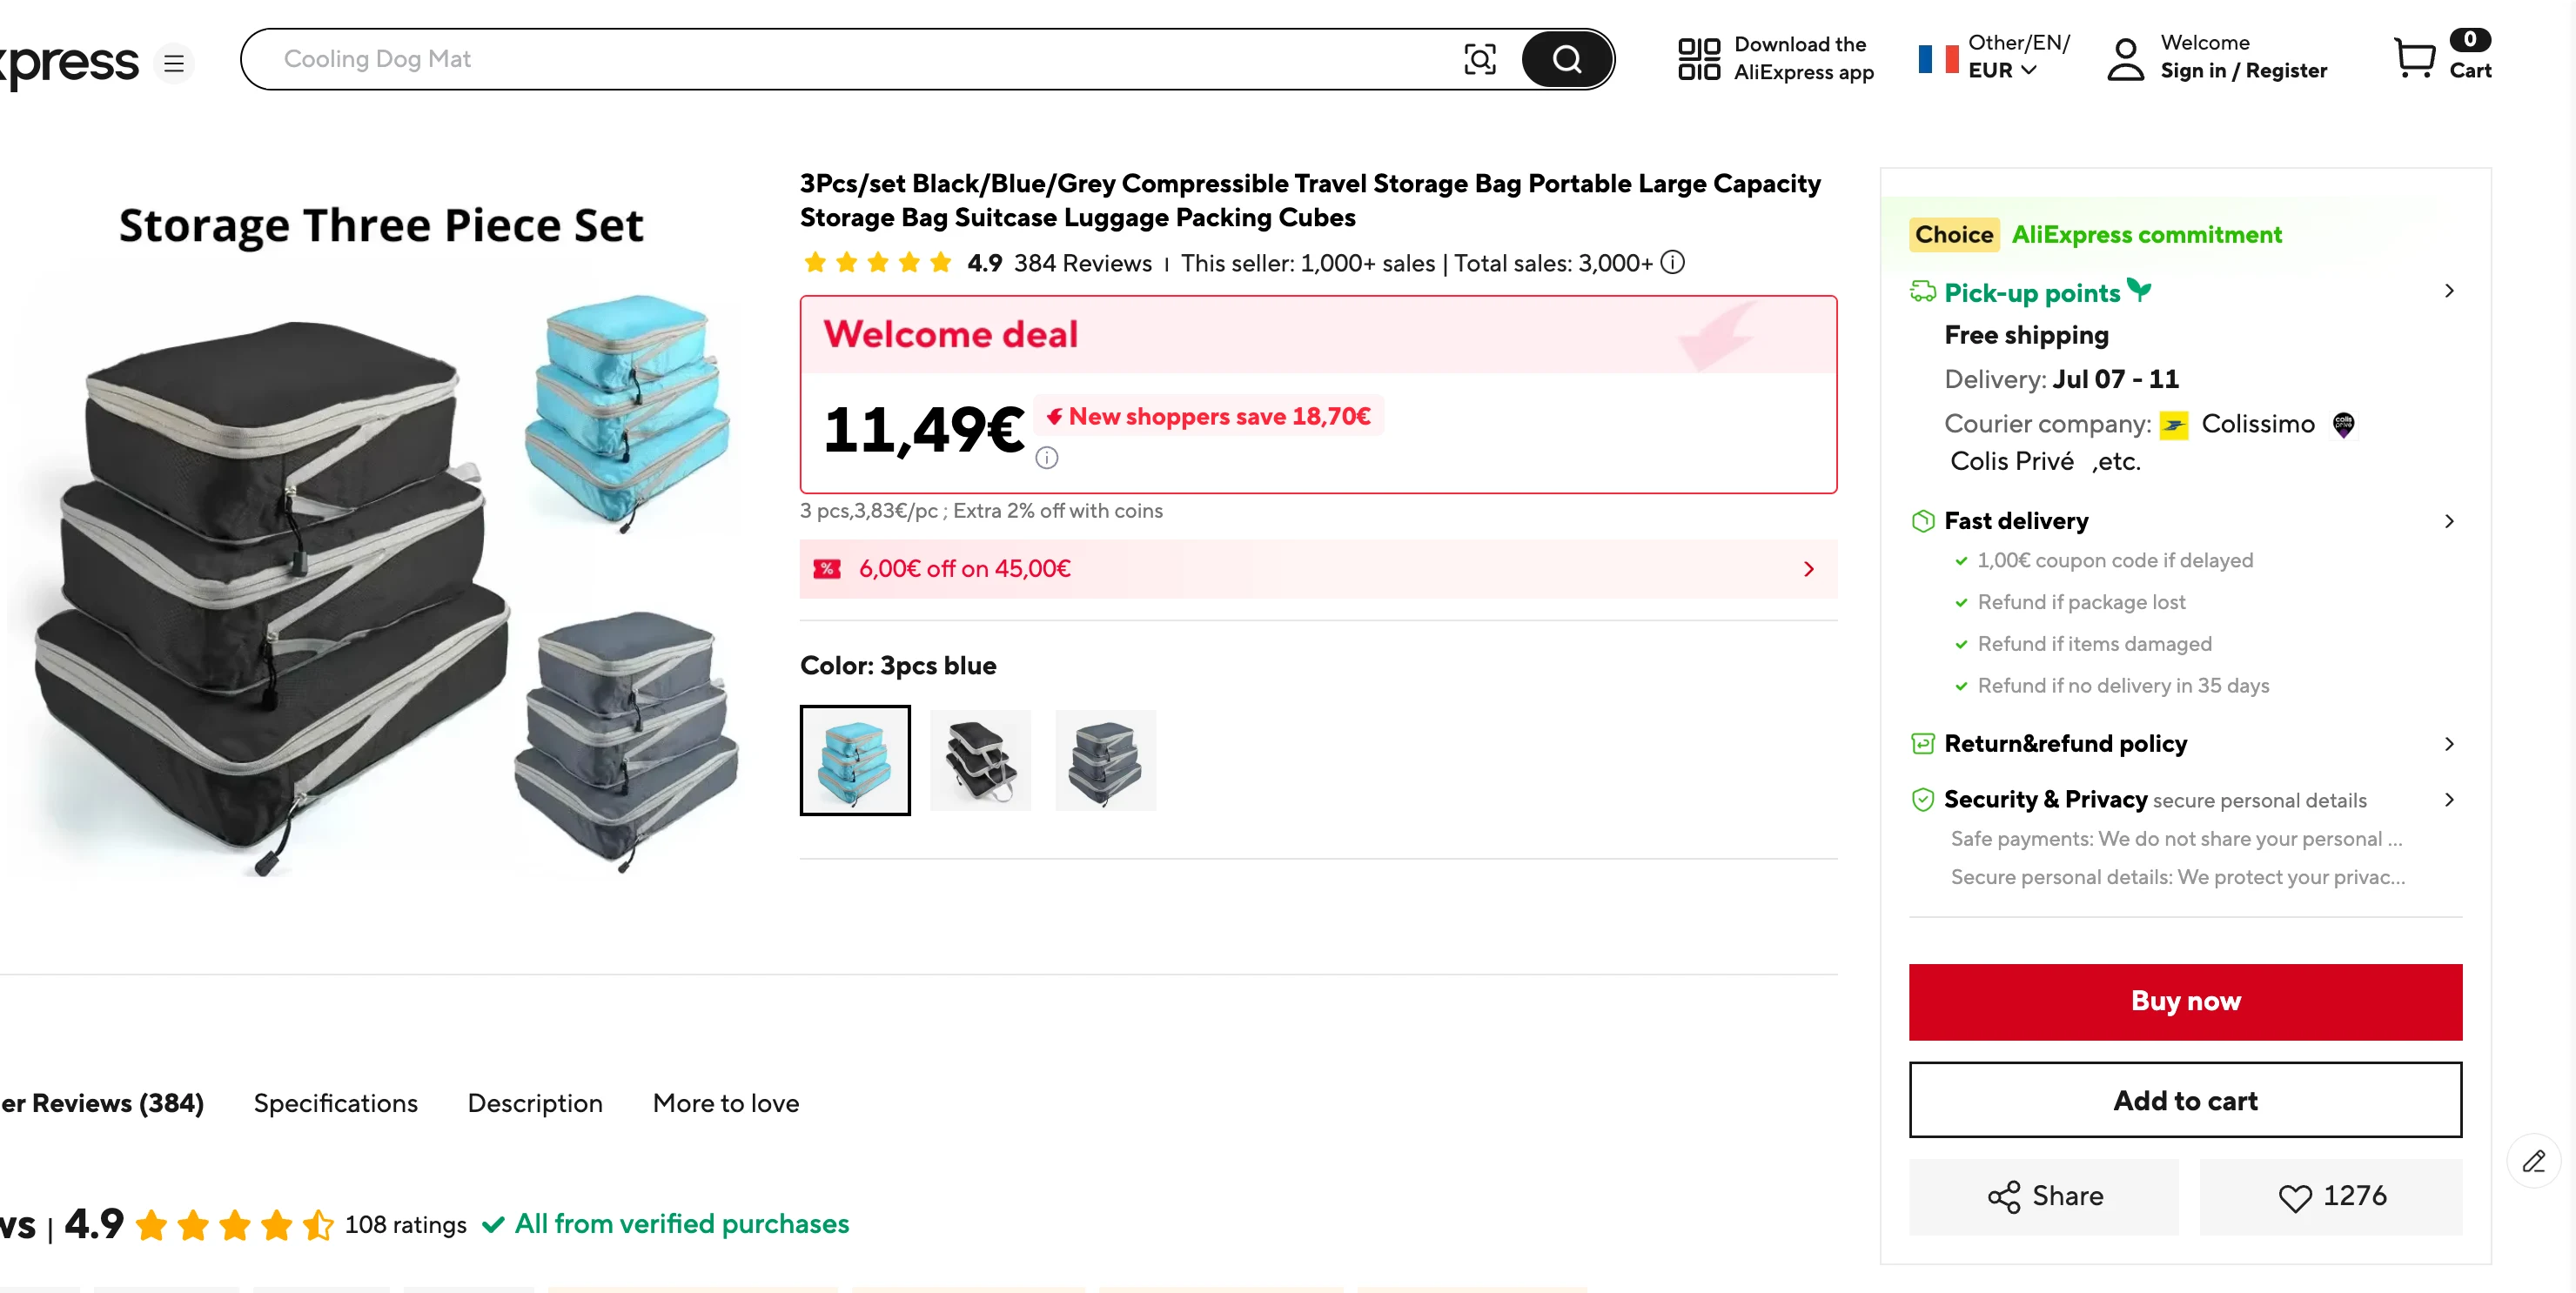 xpress
Cooling Dog Mat
Download the
AliExpress app
Other/EN/
EUR
Welcome
Sign in / Register
0
Cart
Storage Three Piece Set
3Pcs/set Black/Blue/Grey Compressible Travel Storage Bag Portable Large Capacity
Storage Bag Suitcase Luggage Packing Cubes
4.9 384 Reviews | This seller: 1,000+ sales | Total sales: 3,000+
Welcome deal
11,49€ New shoppers save 18,70€
3 pcs,3,83€/pc ; Extra 2% off with coins
% 6,00€ off on 45,00€
Color: 3pcs blue
Choice AliExpress commitment
Pick-up points
Free shipping
Delivery: Jul 07 - 11
Courier company: Colissimo
Colis Privé ,etc.
Fast delivery
1,00€ coupon code if delayed
Refund if package lost
Refund if items damaged
Refund if no delivery in 35 days
Return&refund policy
Security & Privacy secure personal details
Safe payments: We do not share your personal ...
Secure personal details: We protect your privac...
Buy now
Add to cart
Share
1276
er Reviews (384) Specifications Description More to love
ws | 4.9 108 ratings All from verified purchases